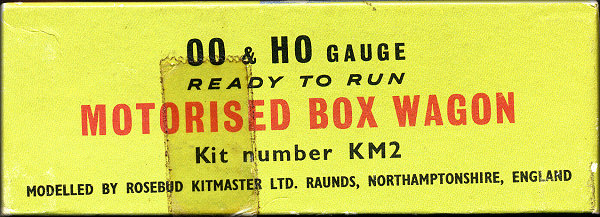 OO & HO GAUGE
READY TO RUN
MOTORISED BOX WAGON
Kit number KM2
MODELLED BY ROSEBUD KITMASTER LTD. RAUNDS, NORTHAMPTONSHIRE, ENGLAND